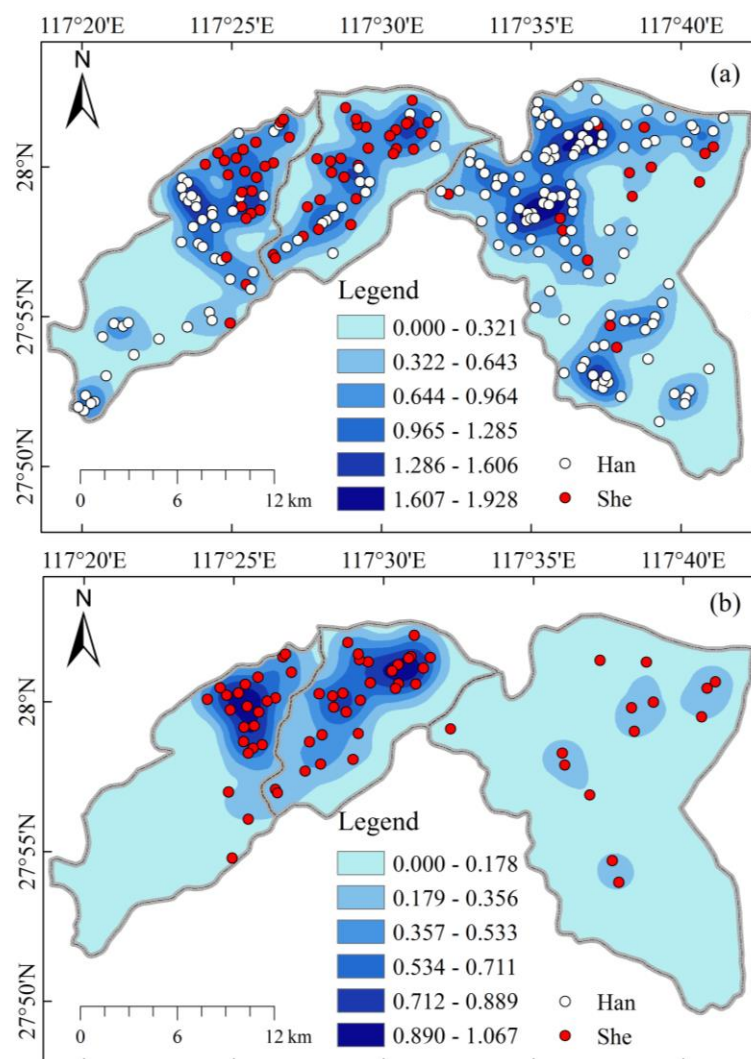 117°20'E 117°25'E 117°30'E 117°35'E 117°40'E
N
(a)
28°N
27°55'N
27°50'N
Legend
0.000 - 0.321
0.322 - 0.643
0.644 - 0.964
0.965 - 1.285
1.286 - 1.606
1.607 - 1.928
Han
She
0 6 12 km
117°20'E 117°25'E 117°30'E 117°35'E 117°40'E
N
(b)
28°N
27°55'N
27°50'N
Legend
0.000 - 0.178
0.179 - 0.356
0.357 - 0.533
0.534 - 0.711
0.712 - 0.889
0.890 - 1.067
Han
She
0 6 12 km